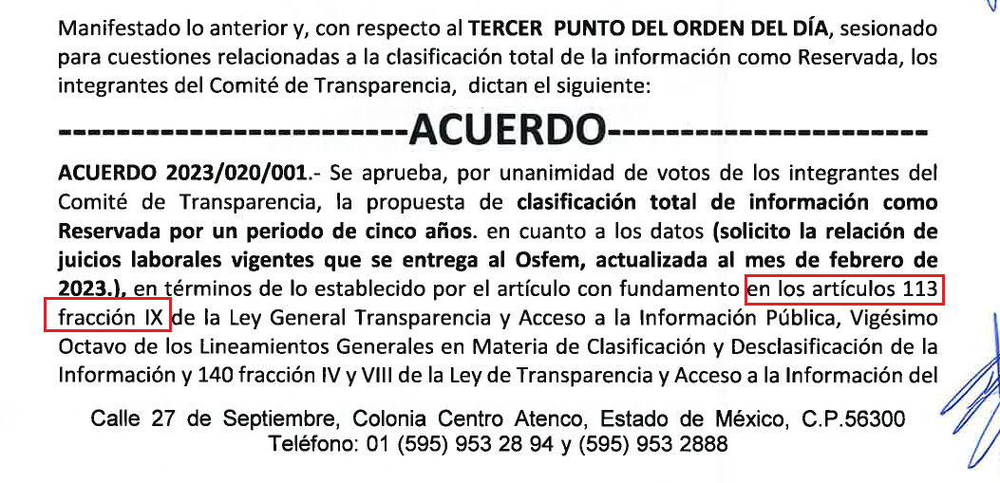 Manifestado lo anterior y, con respecto al TERCER PUNTO DEL ORDEN DEL DÍA, sesionado
para cuestiones relacionadas a la clasificación total de la información como Reservada, los
integrantes del Comité de Transparencia, dictan el siguiente:
------------------------ACUERDO----------------------
ACUERDO 2023/020/001.- Se aprueba, por unanimidad de votos de los integrantes del
Comité de Transparencia, la propuesta de clasificación total de información como
Reservada por un periodo de cinco años. en cuanto a los datos (solicito la relación de
juicios laborales vigentes que se entrega al Osfem, actualizada al mes de febrero de
2023.), en términos de lo establecido por el artículo con fundamento en los artículos 113
fracción IX de la Ley General Transparencia y Acceso a la Información Pública, Vigésimo
Octavo de los Lineamientos Generales en Materia de Clasificación y Desclasificación de la
Información y 140 fracción IV y VIII de la Ley de Transparencia y Acceso a la Información del
Calle 27 de Septiembre, Colonia Centro Atenco, Estado de México, C.P.56300
Teléfono: 01 (595) 953 28 94 y (595) 953 2888